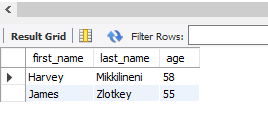 Result Grid Filter Rows:
first_name last_name age
Harvey Mikkilineni 58
James Zlotkey 55